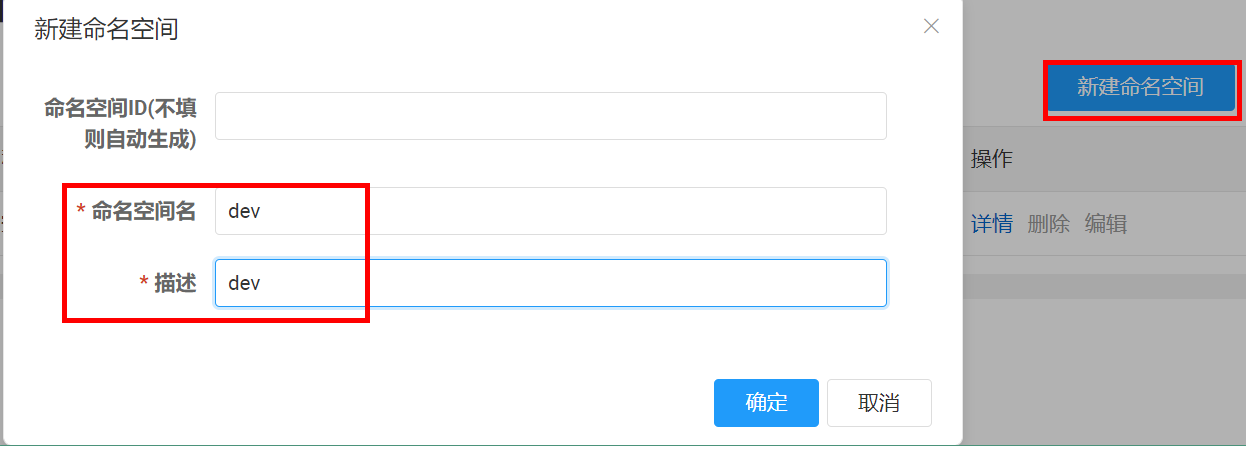 新建命名空间
新建命名空间
命名空间ID(不填
则自动生成)
操作
* 命名空间名 dev
详情 删除 编辑
* 描述 dev
确定 取消